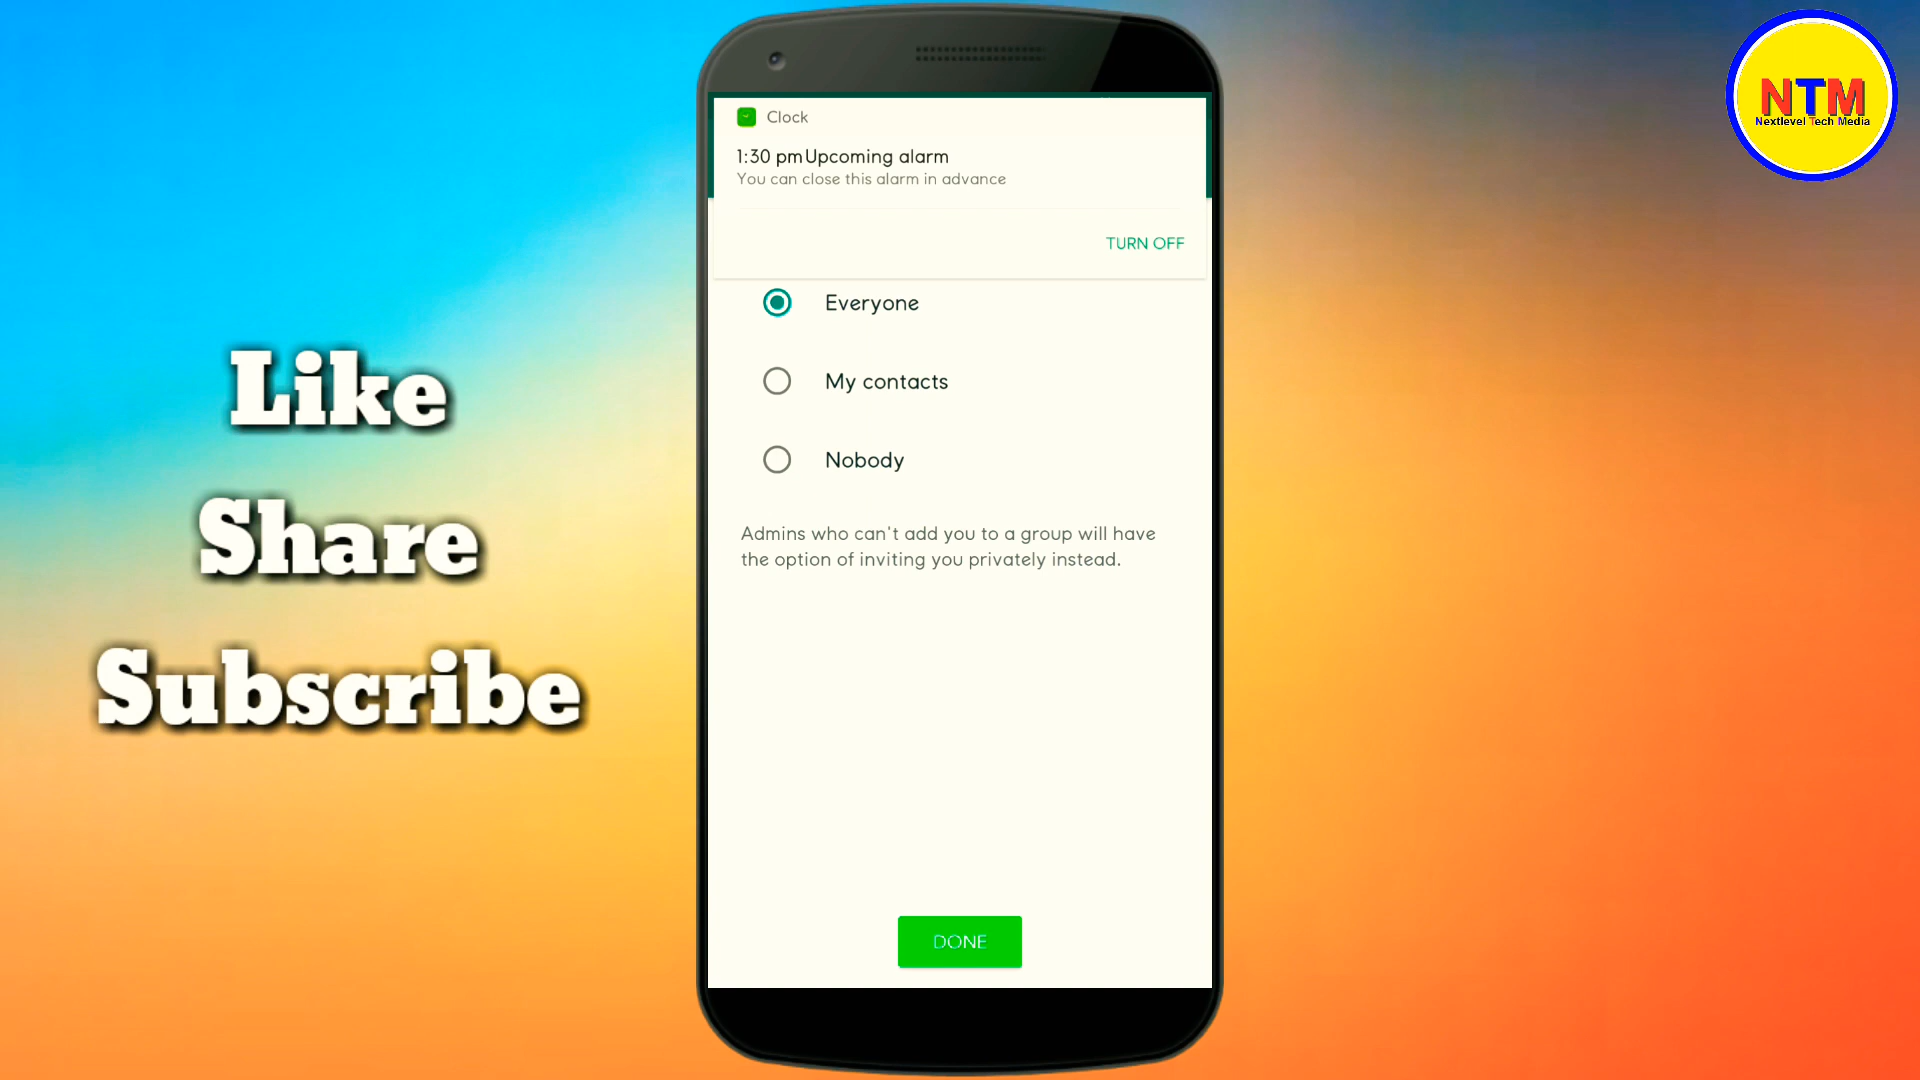 NTM
Nextlevel Tech Media
Clock
1:30 pm Upcoming alarm
You can close this alarm in advance
TURN OFF
Everyone
My contacts
Nobody
Admins who can't add you to a group will have
the option of inviting you privately instead.
DONE
Like
Share
Subscribe